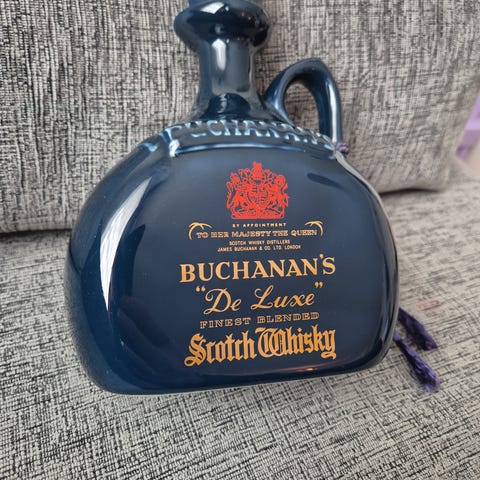 BUCHANAN'S
BY APPOINTMENT
TO HER MAJESTY THE QUEEN
SCOTCH WHISKY DISTILLERS
JAMES BUCHANAN & CO. LTD. LONDON
BUCHANAN'S
"De Luxe"
FINEST BLENDED
Scotch Whisky